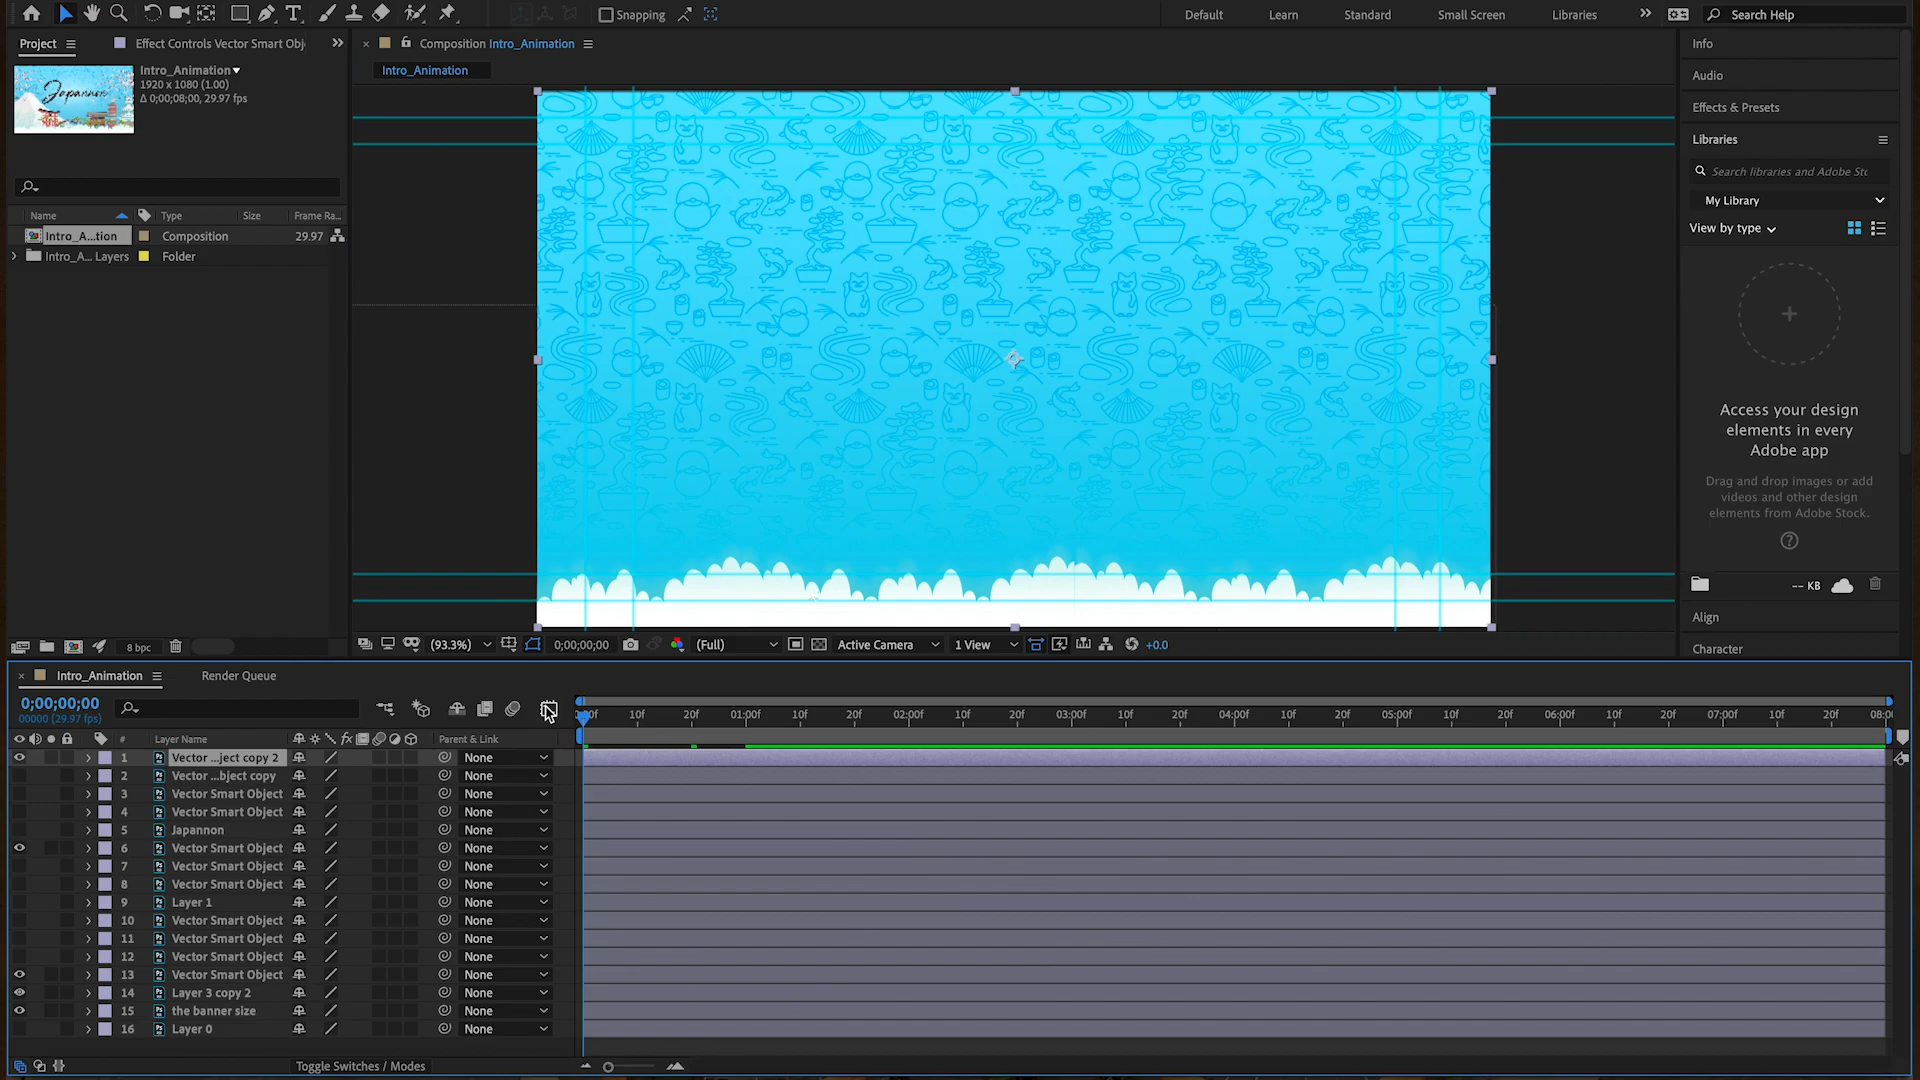 Snapping
Default
Learn
Standard
Small Screen
Libraries
Search Help
Project
Effect Controls Vector Smart Obj
Composition Intro_Animation
Intro_Animation
Info
Audio
Effects & Presets
Libraries
Search libraries and Adobe Stc
My Library
View by type
Intro_Animation
1920 x 1080 (1.00)
Δ 0;00;08;00, 29.97 fps
Japannon
Name
Type
Size
Frame Ra...
Intro_A...tion
Composition
29.97
Intro_A... Layers
Folder
Access your design
elements in every
Adobe app
Drag and drop images or add
videos and other design
elements from Adobe Stock.
-- KB
Align
Character
8 bpc
(93.3%)
0;00;00;00
(Full)
Active Camera
1 View
+0.0
Intro_Animation
Render Queue
0;00;00;00
00000 (29.97 fps)
10f 20f 01:00f 10f 20f 02:00f 10f 20f 03:00f 10f 20f 04:00f 10f 20f 05:00f 10f 20f 06:00f 10f 20f 07:00f 10f 20f 08:00
# Layer Name Parent & Link
1 Vector ...ject copy 2 None
2 Vector ...bject copy None
3 Vector Smart Object None
4 Vector Smart Object None
5 Japannon None
6 Vector Smart Object None
7 Vector Smart Object None
8 Vector Smart Object None
9 Layer 1 None
10 Vector Smart Object None
11 Vector Smart Object None
12 Vector Smart Object None
13 Vector Smart Object None
14 Layer 3 copy 2 None
15 the banner size None
16 Layer 0 None
Toggle Switches / Modes